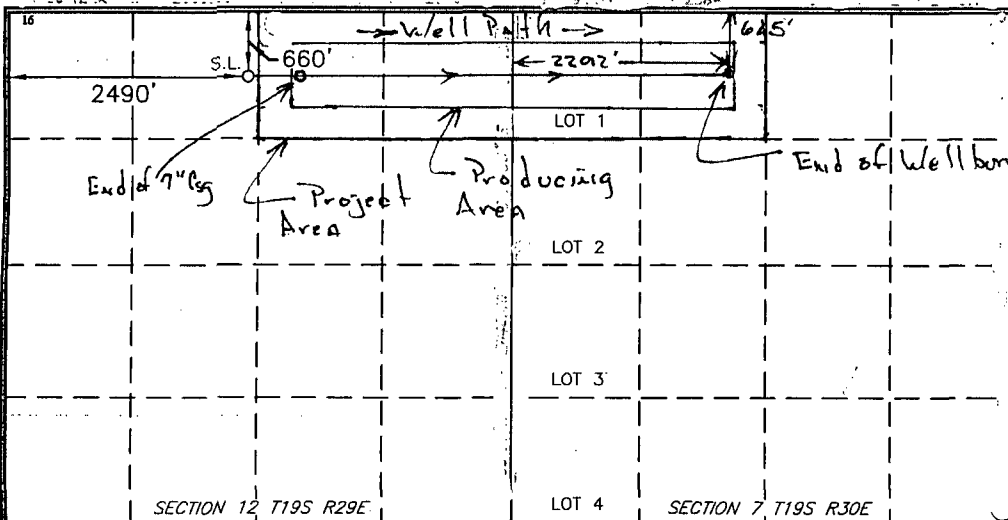 16
→ Well Path →
645'
S.L.
660'
2292'
2490'
LOT 1
End of 7" Csg
Project
Area
Producing
Area
End of Wellbore
LOT 2
LOT 3
LOT 4
SECTION 12 T19S R29E
SECTION 7 T19S R30E